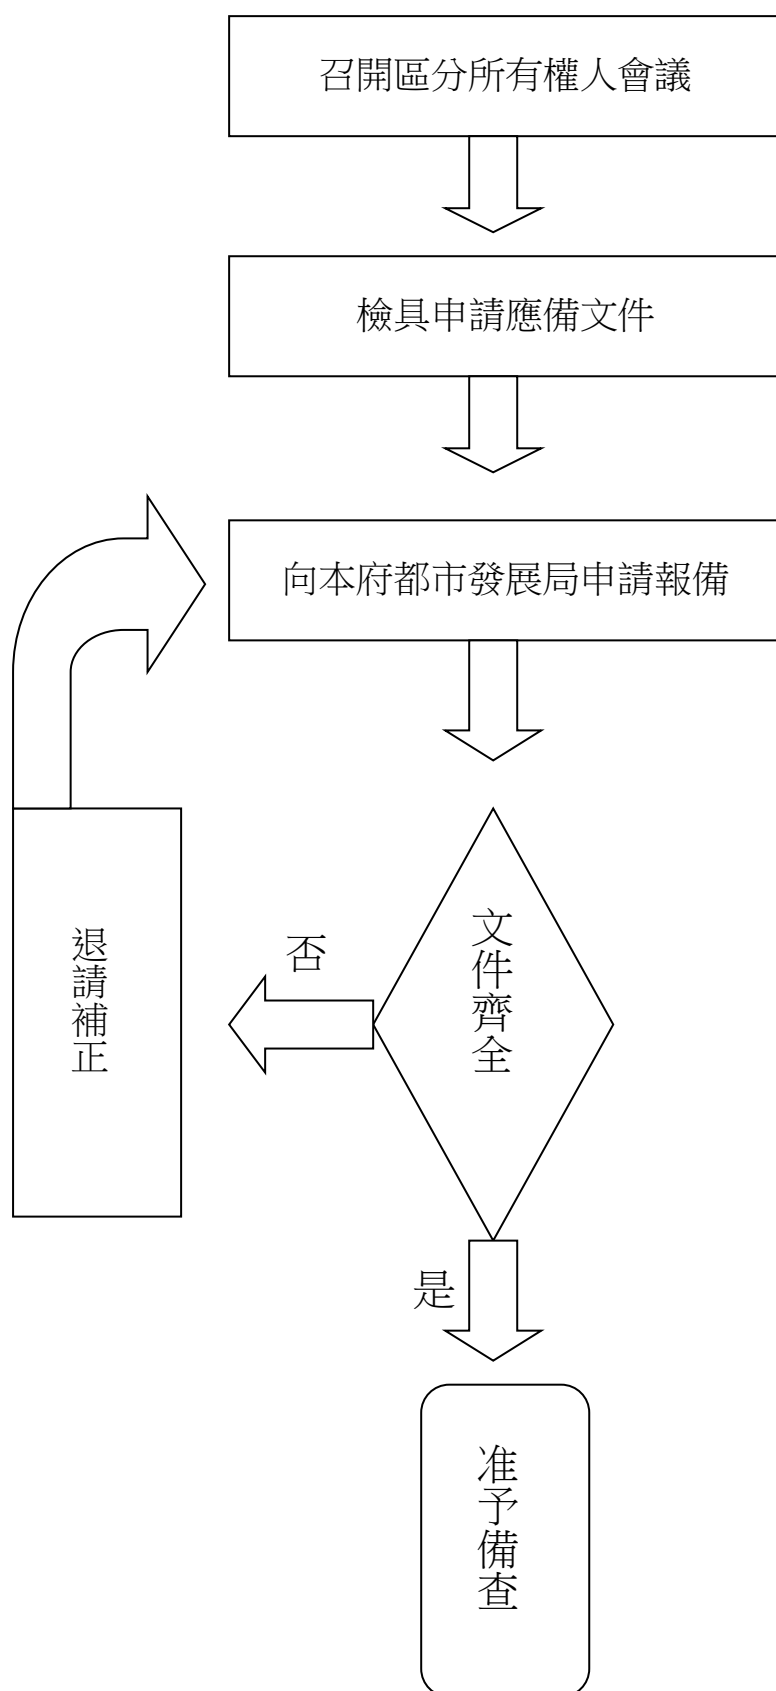 召開區分所有權人會議
檢具申請應備文件
向本府都市發展局申請報備
文件齊全
否
退請補正
是
准予備查